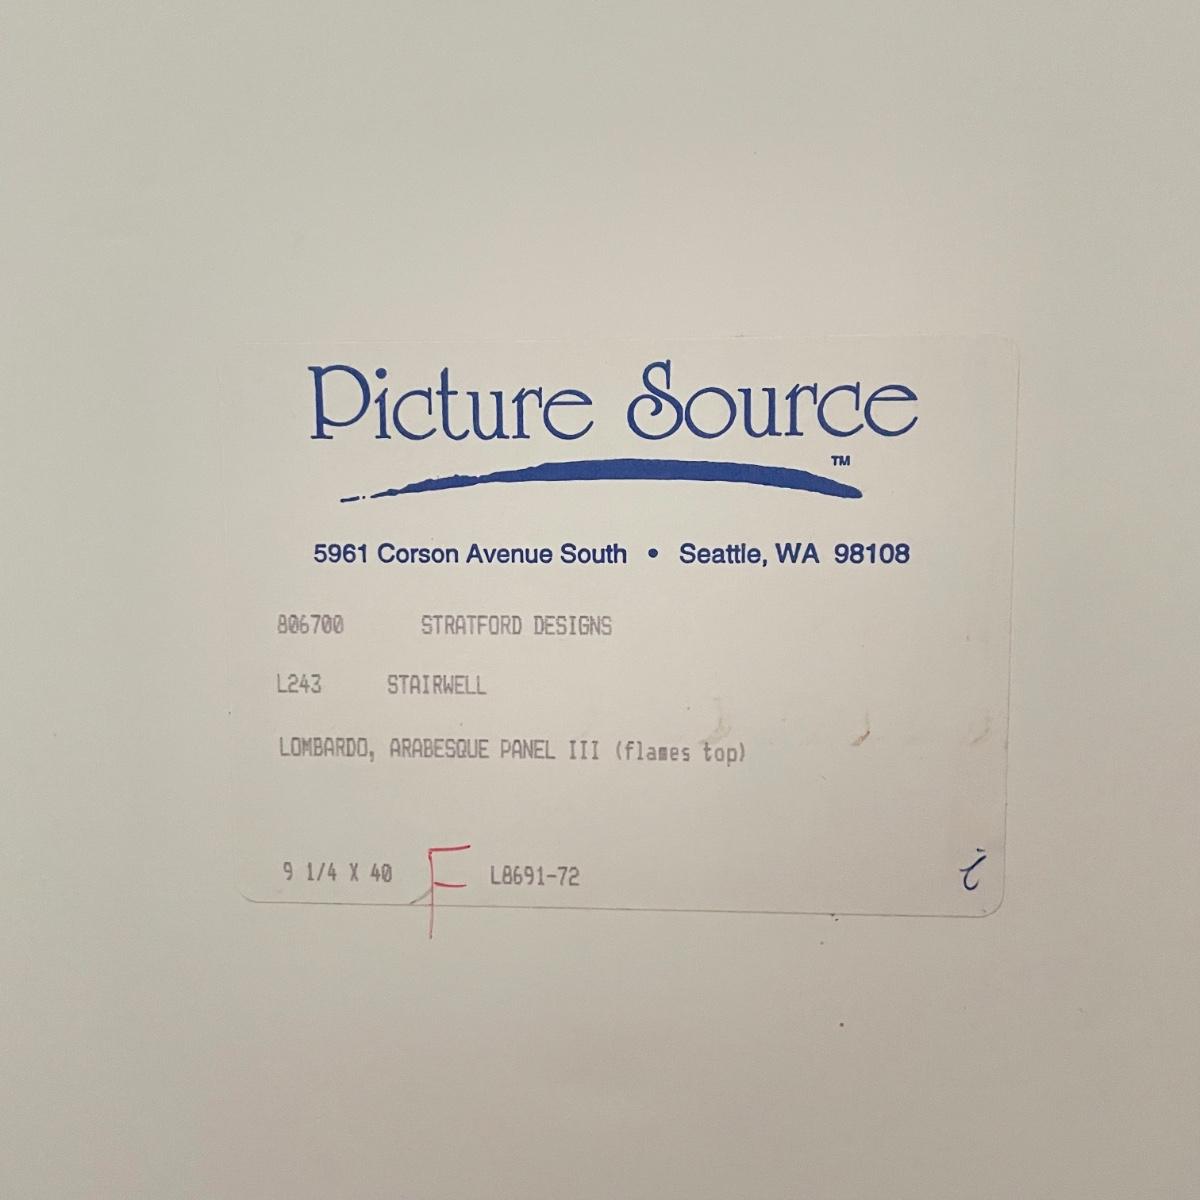 Picture Source
TM
5961 Corson Avenue South • Seattle, WA 98108
806700 STRATFORD DESIGNS
L243 STAIRWELL
LOMBARDO, ARABESQUE PANEL III (flames top)
9 1/4 X 40 F L8691-72 i